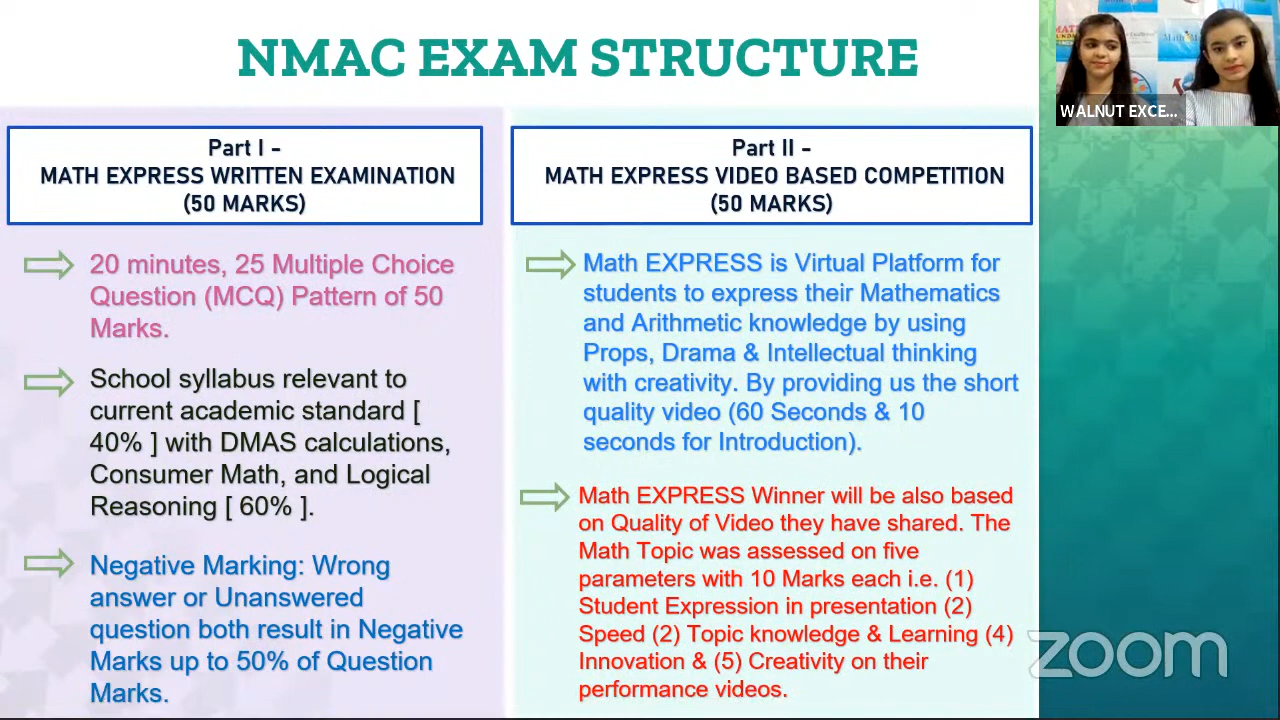 NMAC EXAM STRUCTURE
Part I -
MATH EXPRESS WRITTEN EXAMINATION
(50 MARKS)
20 minutes, 25 Multiple Choice
Question (MCQ) Pattern of 50
Marks.
School syllabus relevant to
current academic standard [
40% ] with DMAS calculations,
Consumer Math, and Logical
Reasoning [ 60% ].
Negative Marking: Wrong
answer or Unanswered
question both result in Negative
Marks up to 50% of Question
Marks.
Part II -
MATH EXPRESS VIDEO BASED COMPETITION
(50 MARKS)
Math EXPRESS is Virtual Platform for
students to express their Mathematics
and Arithmetic knowledge by using
Props, Drama & Intellectual thinking
with creativity. By providing us the short
quality video (60 Seconds & 10
seconds for Introduction).
Math EXPRESS Winner will be also based
on Quality of Video they have shared. The
Math Topic was assessed on five
parameters with 10 Marks each i.e. (1)
Student Expression in presentation (2)
Speed (2) Topic knowledge & Learning (4)
Innovation & (5) Creativity on their
performance videos.
WALNUT EXCE...
zoom